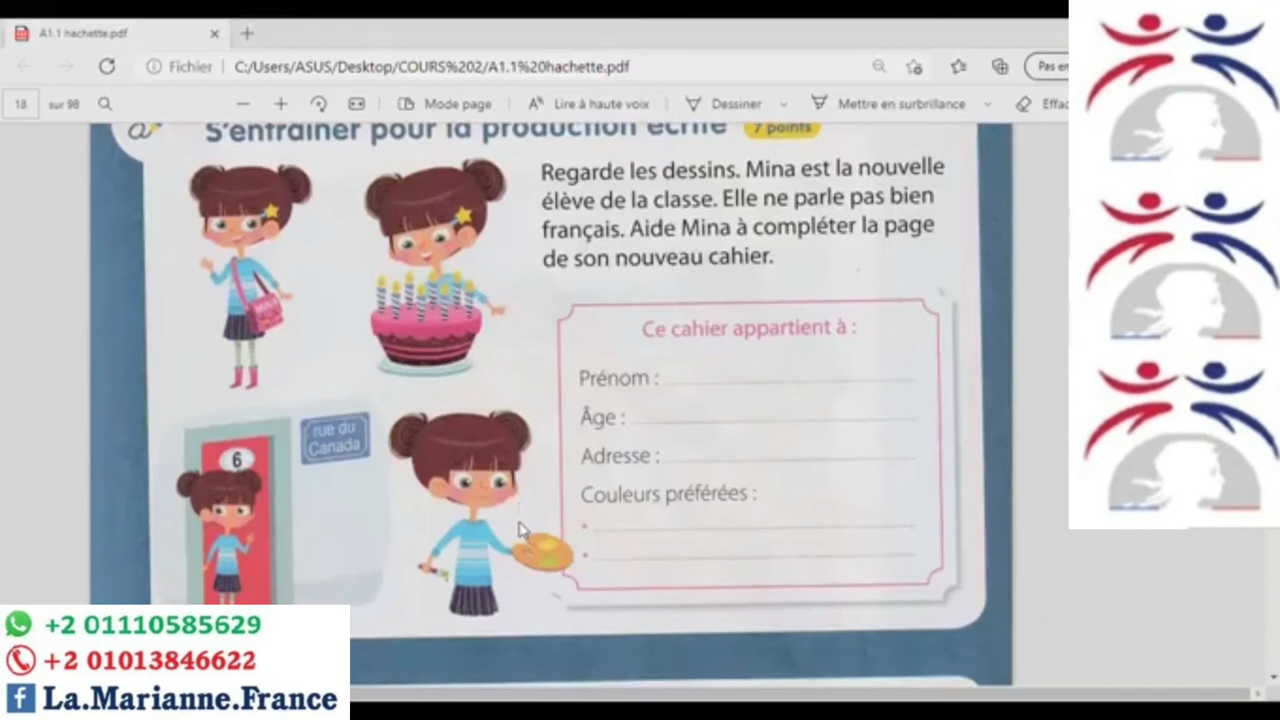 A1.1 hachette.pdf
Fichier
C:/Users/ASUS/Desktop/COURS%202/A1.1%20hachette.pdf
Pas en
18 sur 98
Mode page
Lire à haute voix
Dessiner
Mettre en surbrillance
Effac
a
S'entraîner pour la production écrite
7 points
Regarde les dessins. Mina est la nouvelle
élève de la classe. Elle ne parle pas bien
français. Aide Mina à compléter la page
de son nouveau cahier.
Ce cahier appartient à :
Prénom :
Âge :
Adresse :
Couleurs préférées :
rue du
Canada
6
+2 01110585629
+2 01013846622
La.Marianne.France